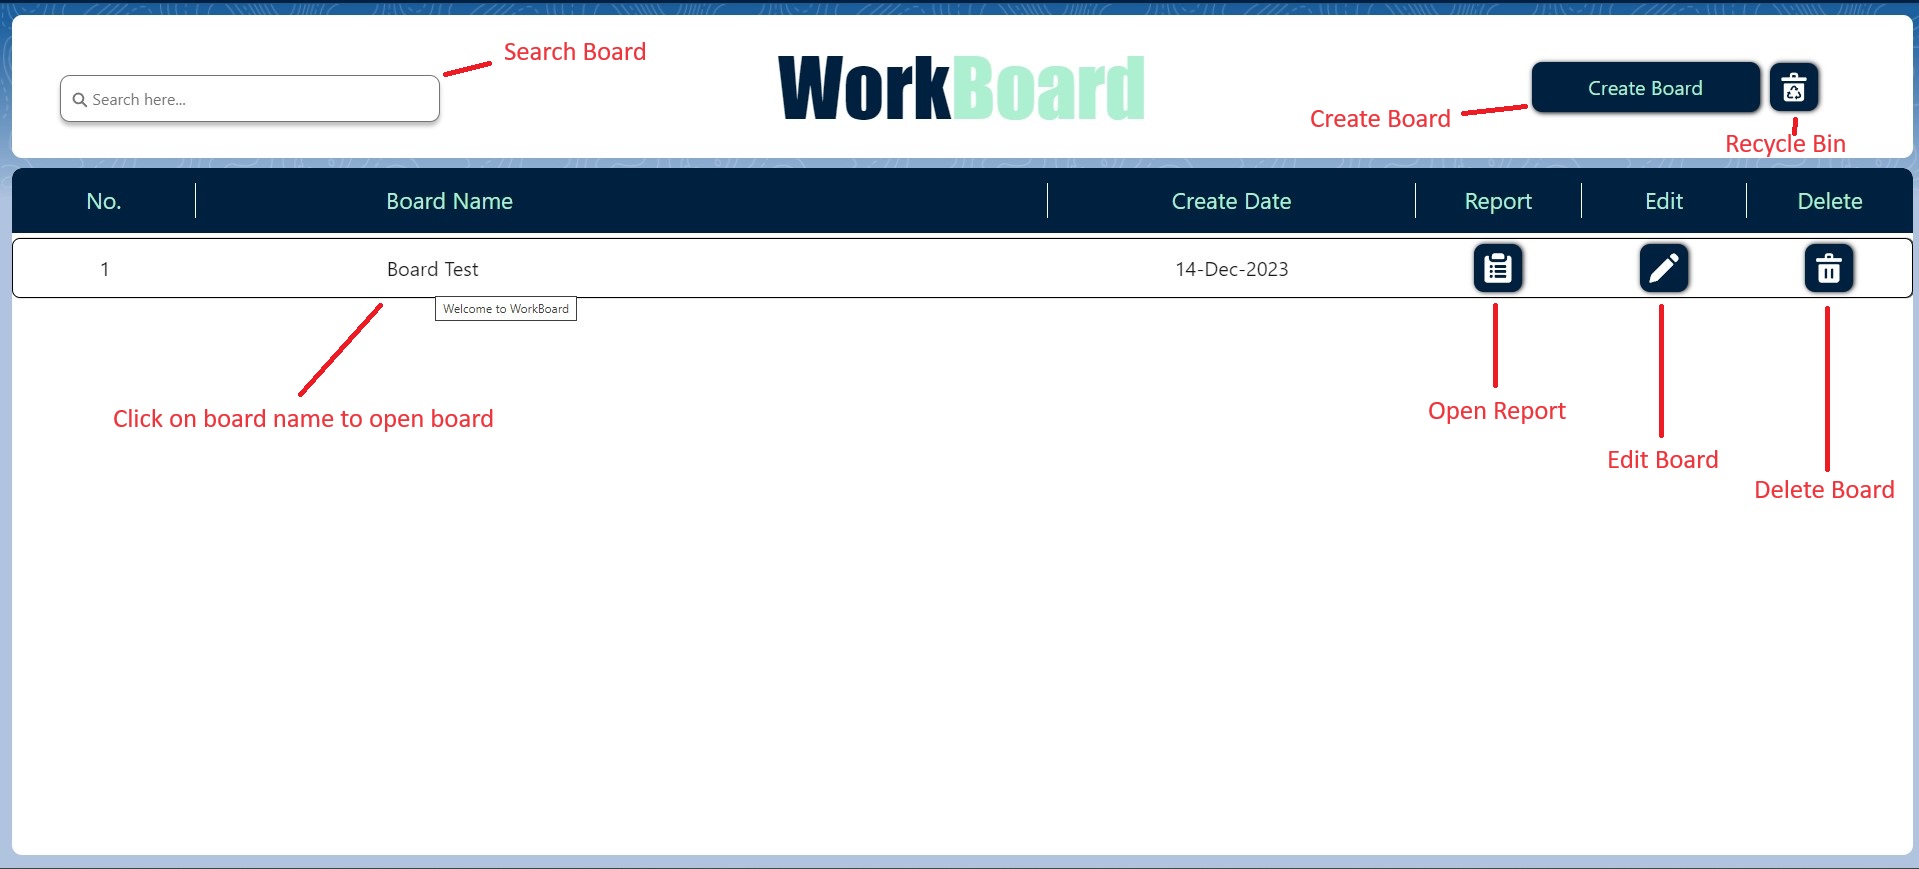 Search Board
Search here...
WorkBoard
Create Board
Create Board
Recycle Bin
No. Board Name Create Date Report Edit Delete
1 Board Test 14-Dec-2023
Welcome to WorkBoard
Click on board name to open board
Open Report
Edit Board
Delete Board